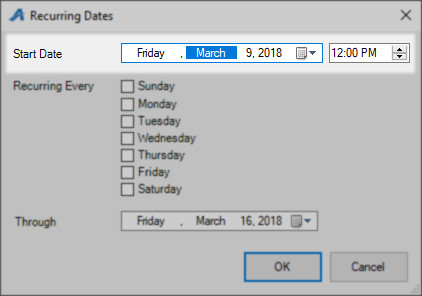 Recurring Dates
Start Date Friday , March 9, 2018 12:00 PM
Recurring Every Sunday
Monday
Tuesday
Wednesday
Thursday
Friday
Saturday
Through Friday , March 16, 2018
OK Cancel